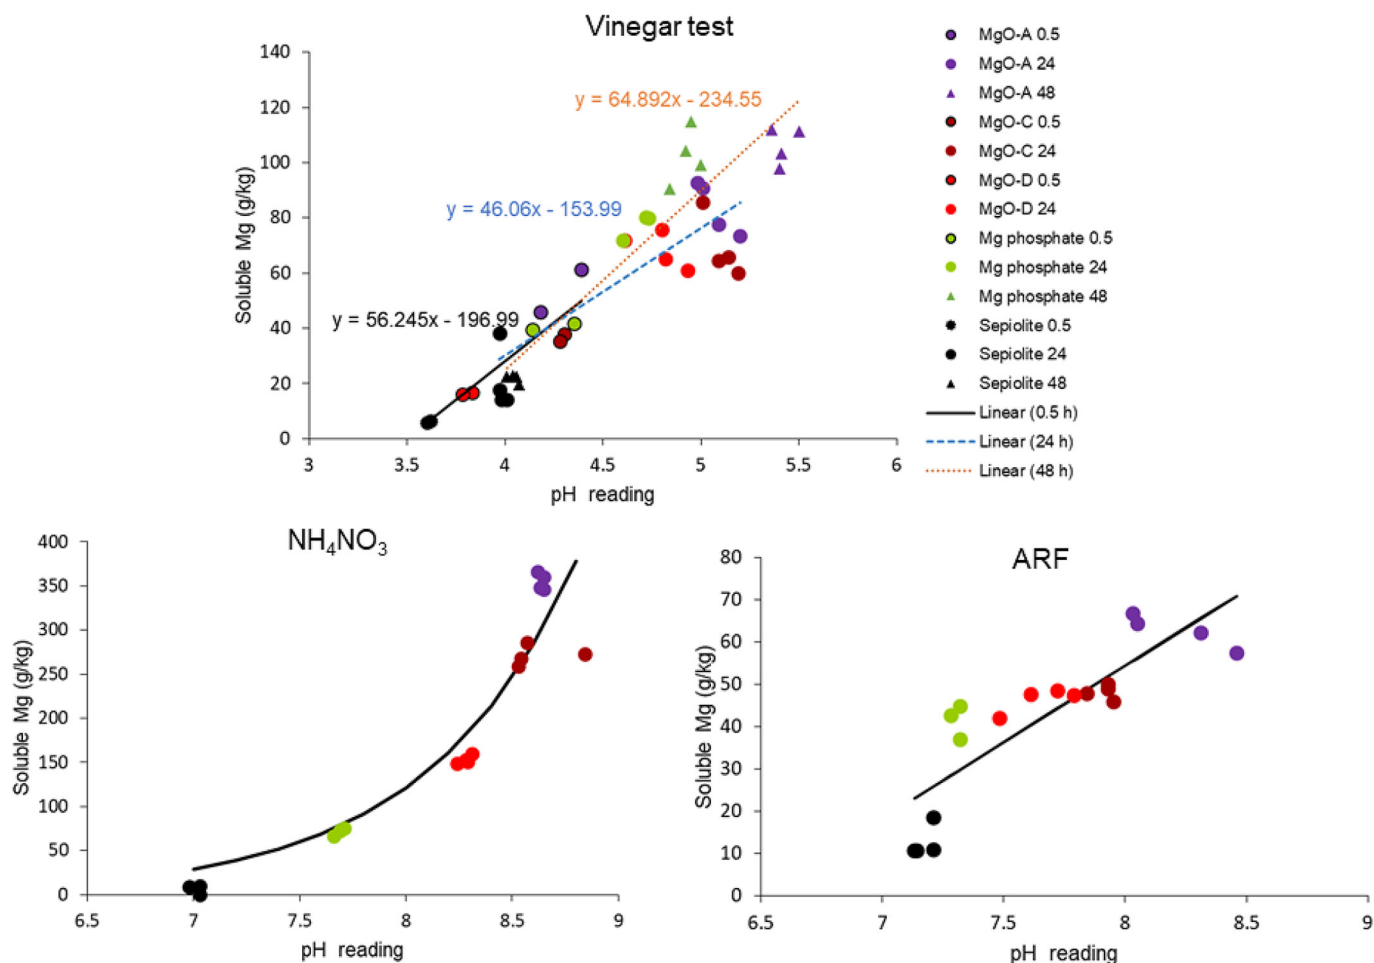 Vinegar test
140
120
100
80
60
40
20
0
3
3.5
4
4.5
5
5.5
6
Soluble Mg (g/kg)
pH reading
y = 64.892x - 234.55
y = 46.06x - 153.99
y = 56.245x - 196.99
MgO-A 0.5
MgO-A 24
MgO-A 48
MgO-C 0.5
MgO-C 24
MgO-D 0.5
MgO-D 24
Mg phosphate 0.5
Mg phosphate 24
Mg phosphate 48
Sepiolite 0.5
Sepiolite 24
Sepiolite 48
Linear (0.5 h)
Linear (24 h)
Linear (48 h)
NH₄NO₃
400
350
300
250
200
150
100
50
0
6.5
7
7.5
8
8.5
9
Soluble Mg (g/kg)
pH reading
ARF
80
70
60
50
40
30
20
10
0
6.5
7
7.5
8
8.5
9
Soluble Mg (g/kg)
pH reading